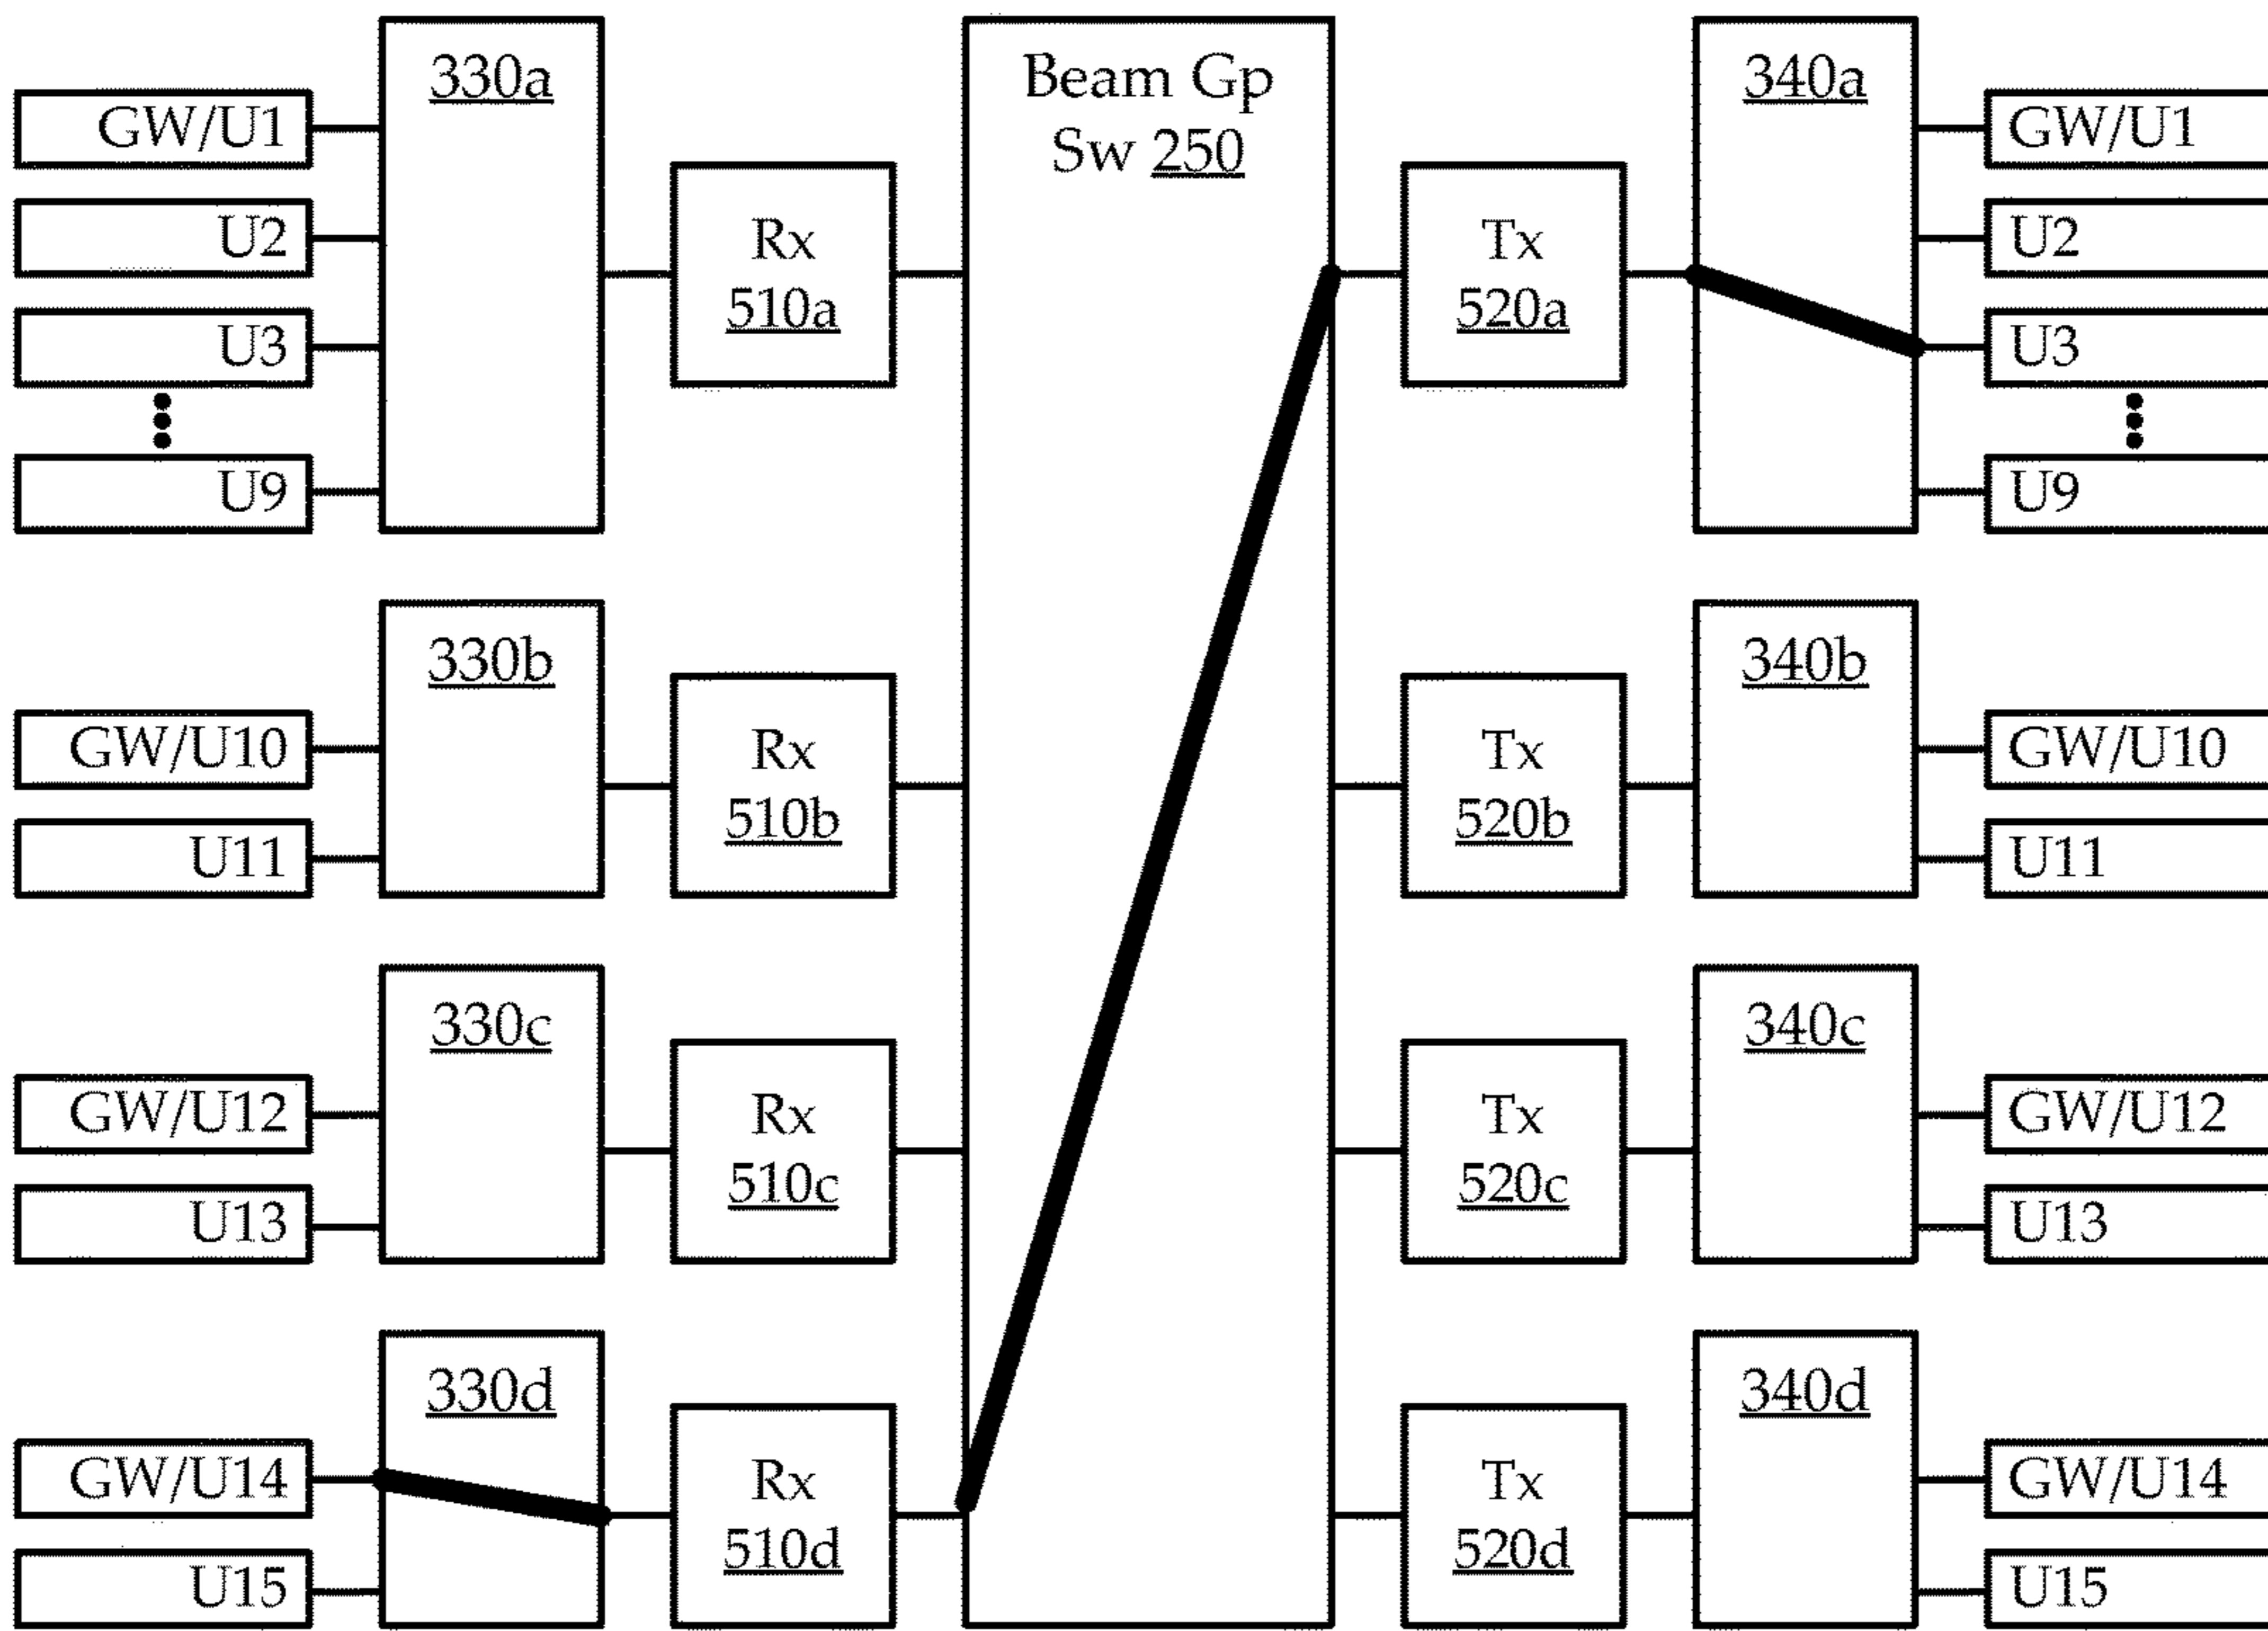 330a
Beam Gp
Sw 250
340a
GW/U1
GW/U1
U2
Rx
510a
Tx
520a
U2
U3
U3
U9
U9
330b
340b
GW/U10
Rx
510b
Tx
520b
GW/U10
U11
U11
330c
340c
GW/U12
Rx
510c
Tx
520c
GW/U12
U13
U13
330d
340d
GW/U14
Rx
510d
Tx
520d
GW/U14
U15
U15